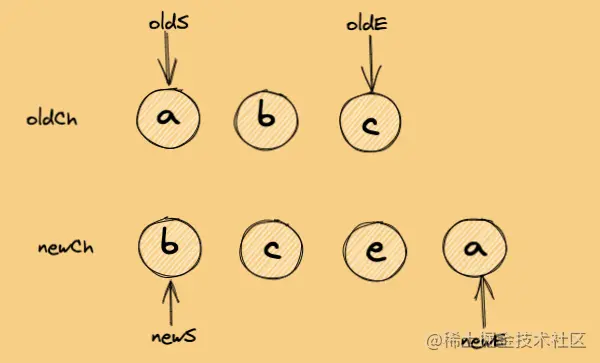 oldS oldE
oldCh a b c
newCh b c e a
newS newE
@稀土掘金技术社区